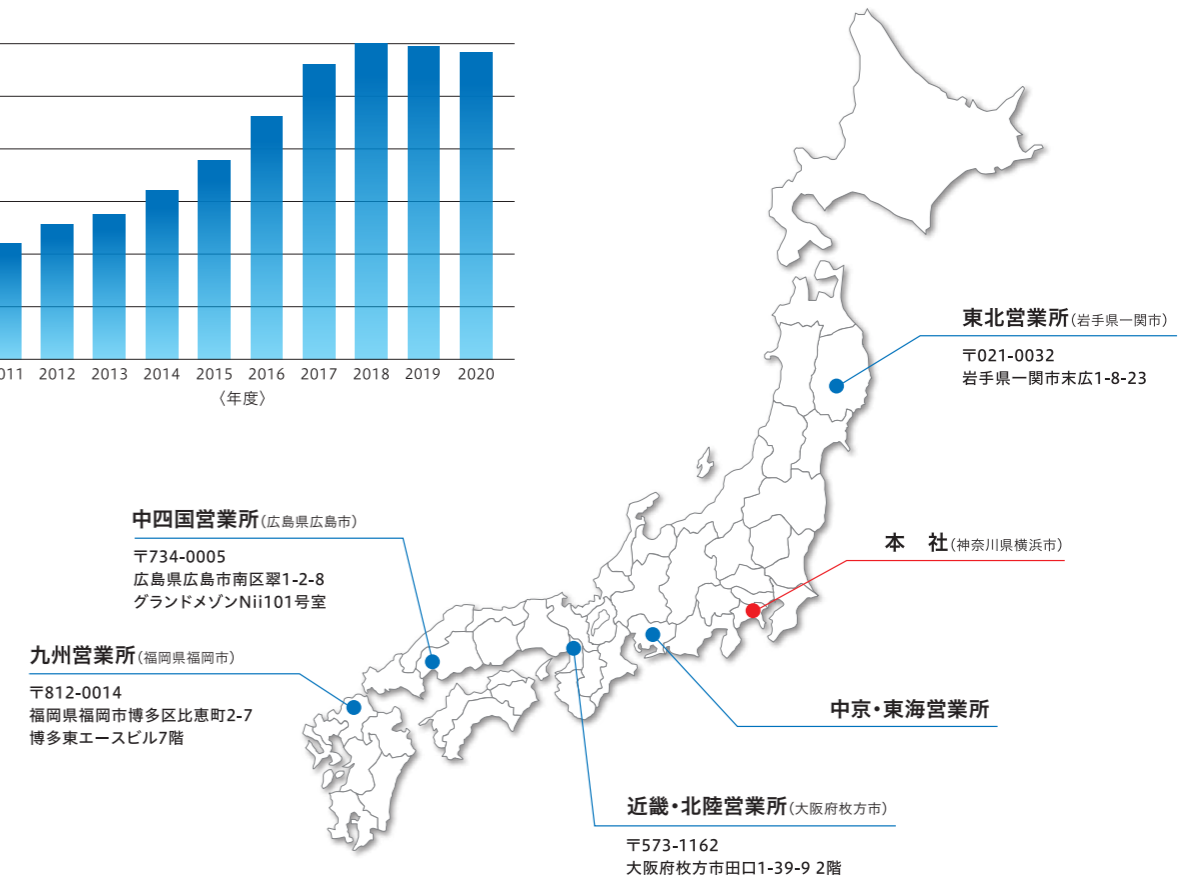 011 2012 2013 2014 2015 2016 2017 2018 2019 2020
〈年度〉
東北営業所(岩手県一関市)
〒021-0032
岩手県一関市末広1-8-23
中四国営業所(広島県広島市)
〒734-0005
広島県広島市南区翠1-2-8
グランドメゾンNii101号室
本　社(神奈川県横浜市)
九州営業所(福岡県福岡市)
〒812-0014
福岡県福岡市博多区比恵町2-7
博多東エースビル7階
中京・東海営業所
近畿・北陸営業所(大阪府枚方市)
〒573-1162
大阪府枚方市田口1-39-9 2階